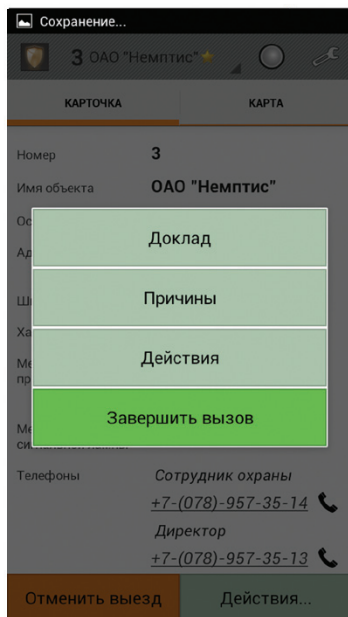 Сохранение...
3 ОАО "Немптис"
КАРТОЧКА КАРТА
Номер 3
Имя объекта ОАО "Немптис"
Доклад
Причины
Действия
Завершить вызов
Телефоны Сотрудник охраны
+7-(078)-957-35-14
Директор
+7-(078)-957-35-13
Отменить выезд Действия...